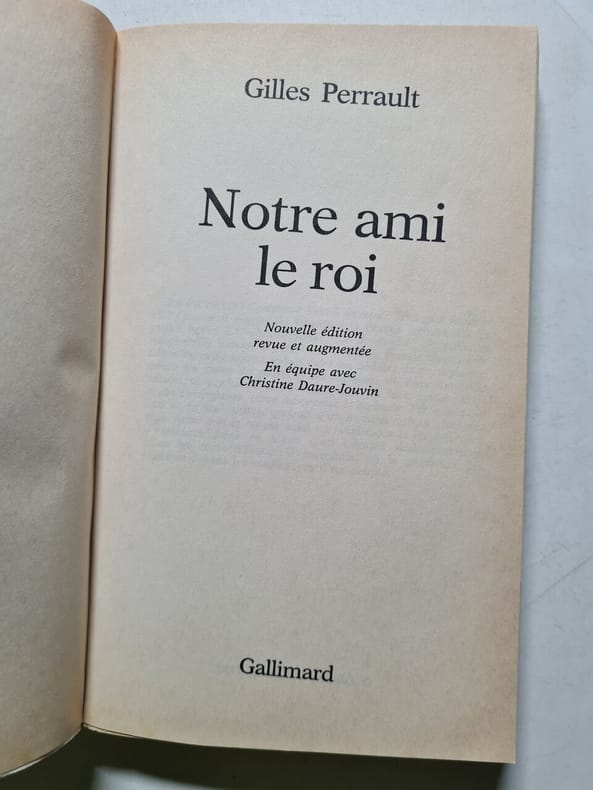 Gilles Perrault
Notre ami
le roi
Nouvelle édition
revue et augmentée
En équipe avec
Christine Daure-Jouvin
Gallimard